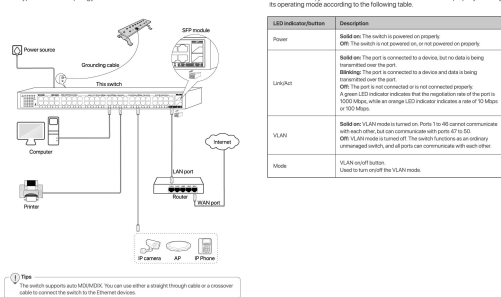 SFP module
Power source
Grounding cable
This switch
Internet
Computer
LAN port
Router
WAN port
Printer
IP camera
AP
IP Phone
Tips
The switch supports auto MDI/MDIX. You can use either a straight through cable or a crossover
cable to connect the switch to the Ethernet devices.
its operating mode according to the following table.
LED indicator/button
Description
Power
Solid on: The switch is powered on properly.
Off: The switch is not powered on, or not powered on properly.
Link/Act
Solid on: The port is connected to a device, but no data is being
transmitted over the port.
Blinking: The port is connected to a device and data is being
transmitted over the port.
Off: The port is not connected or is not connected properly.
A green LED indicator indicates that the negotiation rate of the port is
1000 Mbps, while an orange LED indicator indicates a rate of 10 Mbps
or 100 Mbps.
VLAN
Solid on: VLAN mode is turned on. Ports 1 to 46 cannot communicate
with each other, but can communicate with ports 47 to 50.
Off: VLAN mode is turned off. The switch functions as an ordinary
unmanaged switch, and all ports can communicate with each other.
Mode
VLAN on/off button.
Used to turn on/off the VLAN mode.